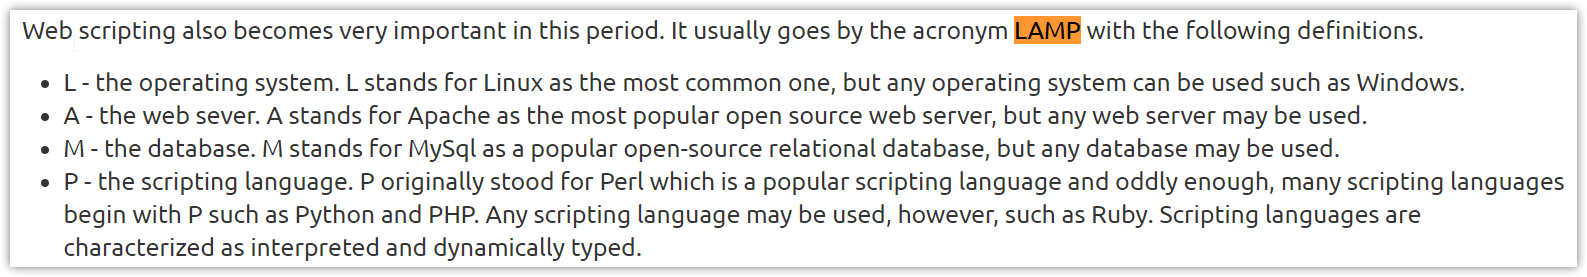 Web scripting also becomes very important in this period. It usually goes by the acronym LAMP with the following definitions.
• L - the operating system. L stands for Linux as the most common one, but any operating system can be used such as Windows.
• A - the web sever. A stands for Apache as the most popular open source web server, but any web server may be used.
• M - the database. M stands for MySql as a popular open-source relational database, but any database may be used.
• P - the scripting language. P originally stood for Perl which is a popular scripting language and oddly enough, many scripting languages
begin with P such as Python and PHP. Any scripting language may be used, however, such as Ruby. Scripting languages are
characterized as interpreted and dynamically typed.